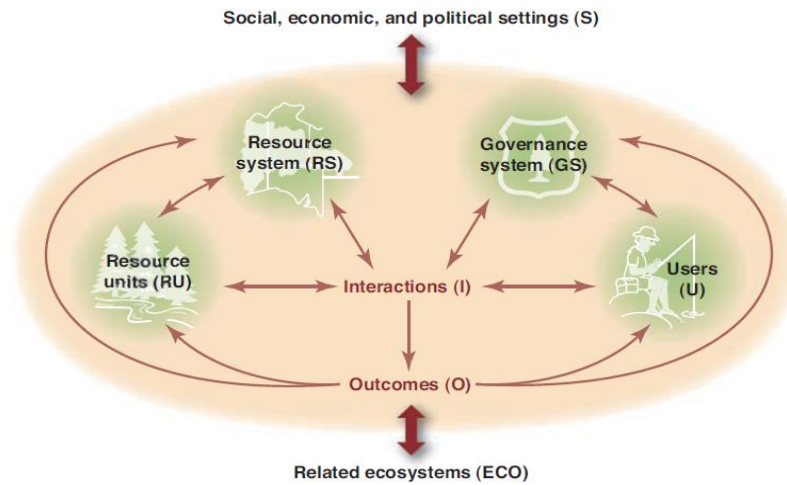 Social, economic, and political settings (S)
Resource
system (RS)
Governance
system (GS)
Resource
units (RU)
Interactions (I)
Users
(U)
Outcomes (O)
Related ecosystems (ECO)